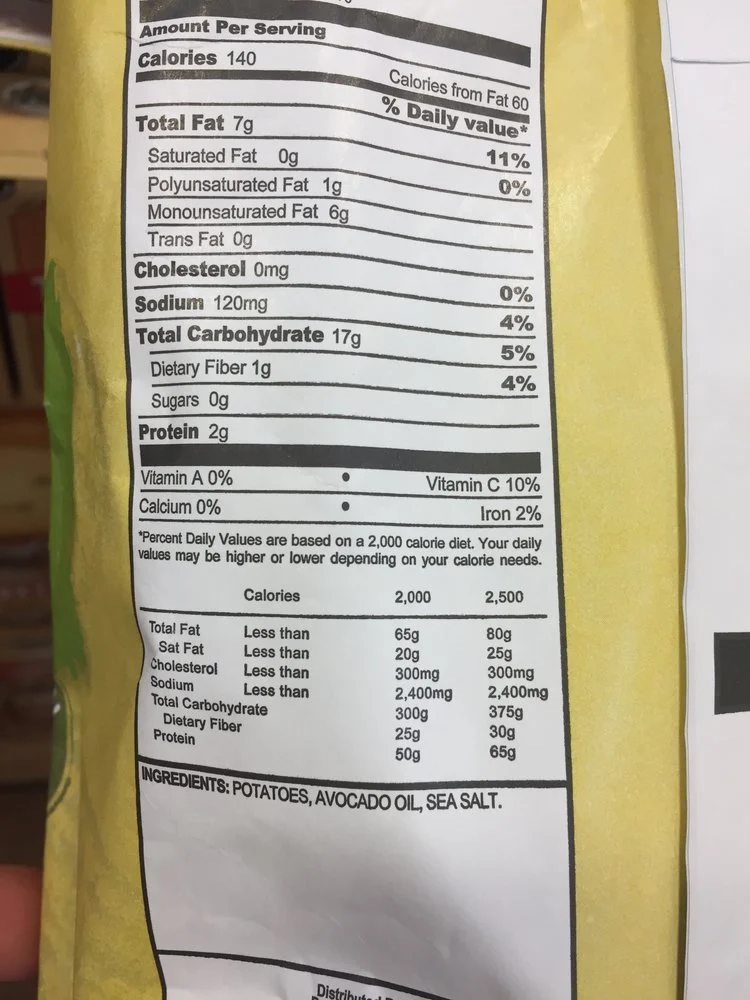 Amount Per Serving
Calories 140 Calories from Fat 60
% Daily value*
Total Fat 7g 11%
Saturated Fat 0g 0%
Polyunsaturated Fat 1g
Monounsaturated Fat 6g
Trans Fat 0g
Cholesterol 0mg 0%
Sodium 120mg 4%
Total Carbohydrate 17g 5%
Dietary Fiber 1g 4%
Sugars 0g
Protein 2g
Vitamin A 0% • Vitamin C 10%
Calcium 0% • Iron 2%
*Percent Daily Values are based on a 2,000 calorie diet. Your daily
values may be higher or lower depending on your calorie needs.
Calories 2,000 2,500
Total Fat Less than 65g 80g
Sat Fat Less than 20g 25g
Cholesterol Less than 300mg 300mg
Sodium Less than 2,400mg 2,400mg
Total Carbohydrate 300g 375g
Dietary Fiber 25g 30g
Protein 50g 65g
INGREDIENTS: POTATOES, AVOCADO OIL, SEA SALT.